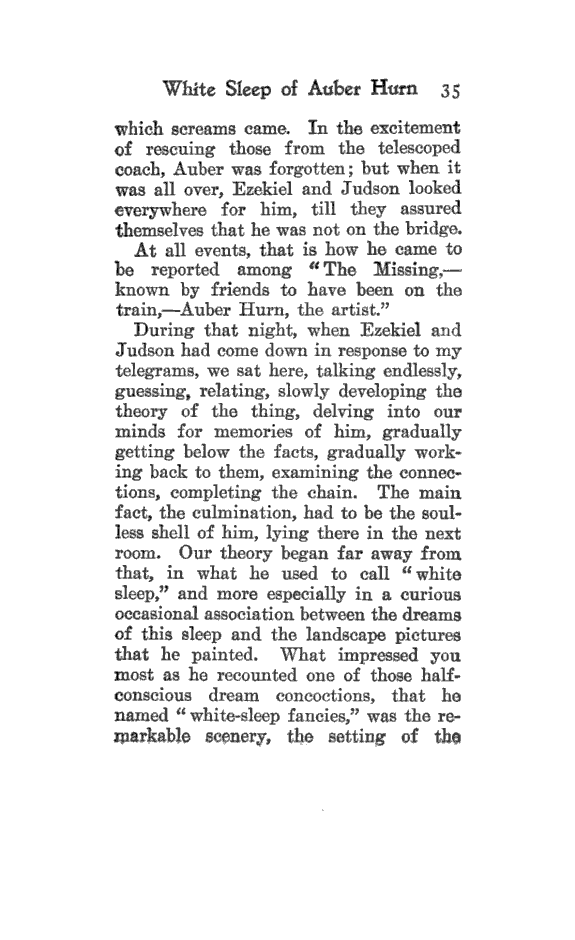 White Sleep of Auber Hurn 35
which screams came. In the excitement
of rescuing those from the telescoped
coach, Auber was forgotten; but when it
was all over, Ezekiel and Judson looked
everywhere for him, till they assured
themselves that he was not on the bridge.
At all events, that is how he came to
be reported among “The Missing,—
known by friends to have been on the
train,—Auber Hurn, the artist.”
During that night, when Ezekiel and
Judson had come down in response to my
telegrams, we sat here, talking endlessly,
guessing, relating, slowly developing the
theory of the thing, delving into our
minds for memories of him, gradually
getting below the facts, gradually work-
ing back to them, examining the connec-
tions, completing the chain. The main
fact, the culmination, had to be the soul-
less shell of him, lying there in the next
room. Our theory began far away from
that, in what he used to call “white
sleep,” and more especially in a curious
occasional association between the dreams
of this sleep and the landscape pictures
that he painted. What impressed you
most as he recounted one of those half-
conscious dream concoctions, that he
named “white-sleep fancies,” was the re-
markable scenery, the setting of the